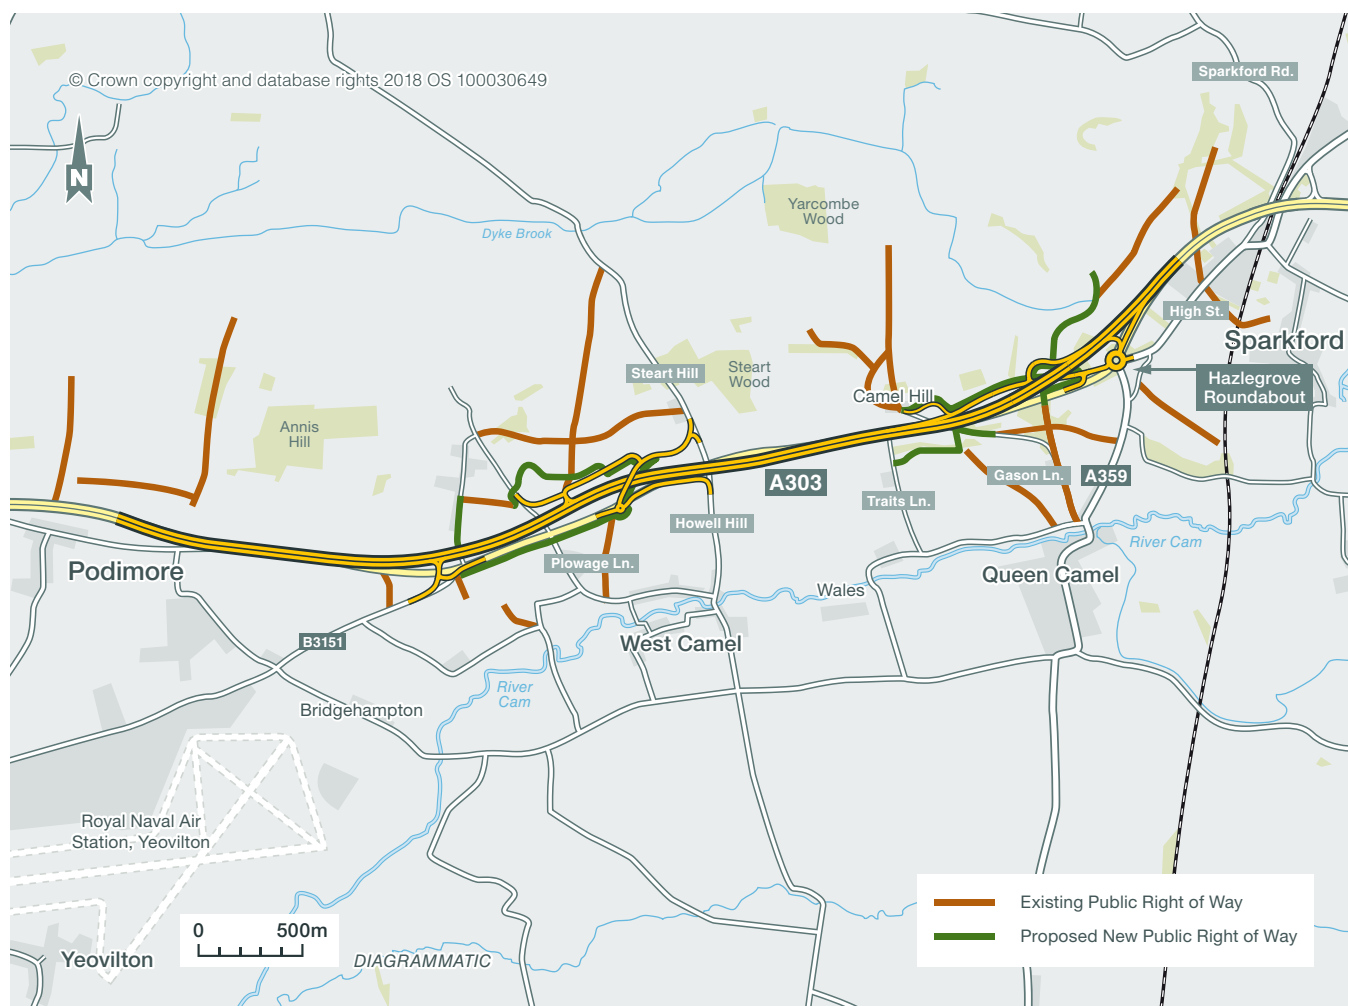 Sparkford Rd.
© Crown copyright and database rights 2018 OS 100030649
N
Yarcombe
Wood
Dyke Brook
High St.
Sparkford
Steart Hill
Steart
Wood
Hazlegrove
Roundabout
Camel Hill
Annis
Hill
A303
Gason Ln.
A359
Traits Ln.
Howell Hill
River Cam
Plowage Ln.
Podimore
Queen Camel
Wales
B3151
West Camel
River
Cam
Bridgehampton
Royal Naval Air
Station, Yeovilton
Existing Public Right of Way
Proposed New Public Right of Way
0 500m
Yeovilton
DIAGRAMMATIC